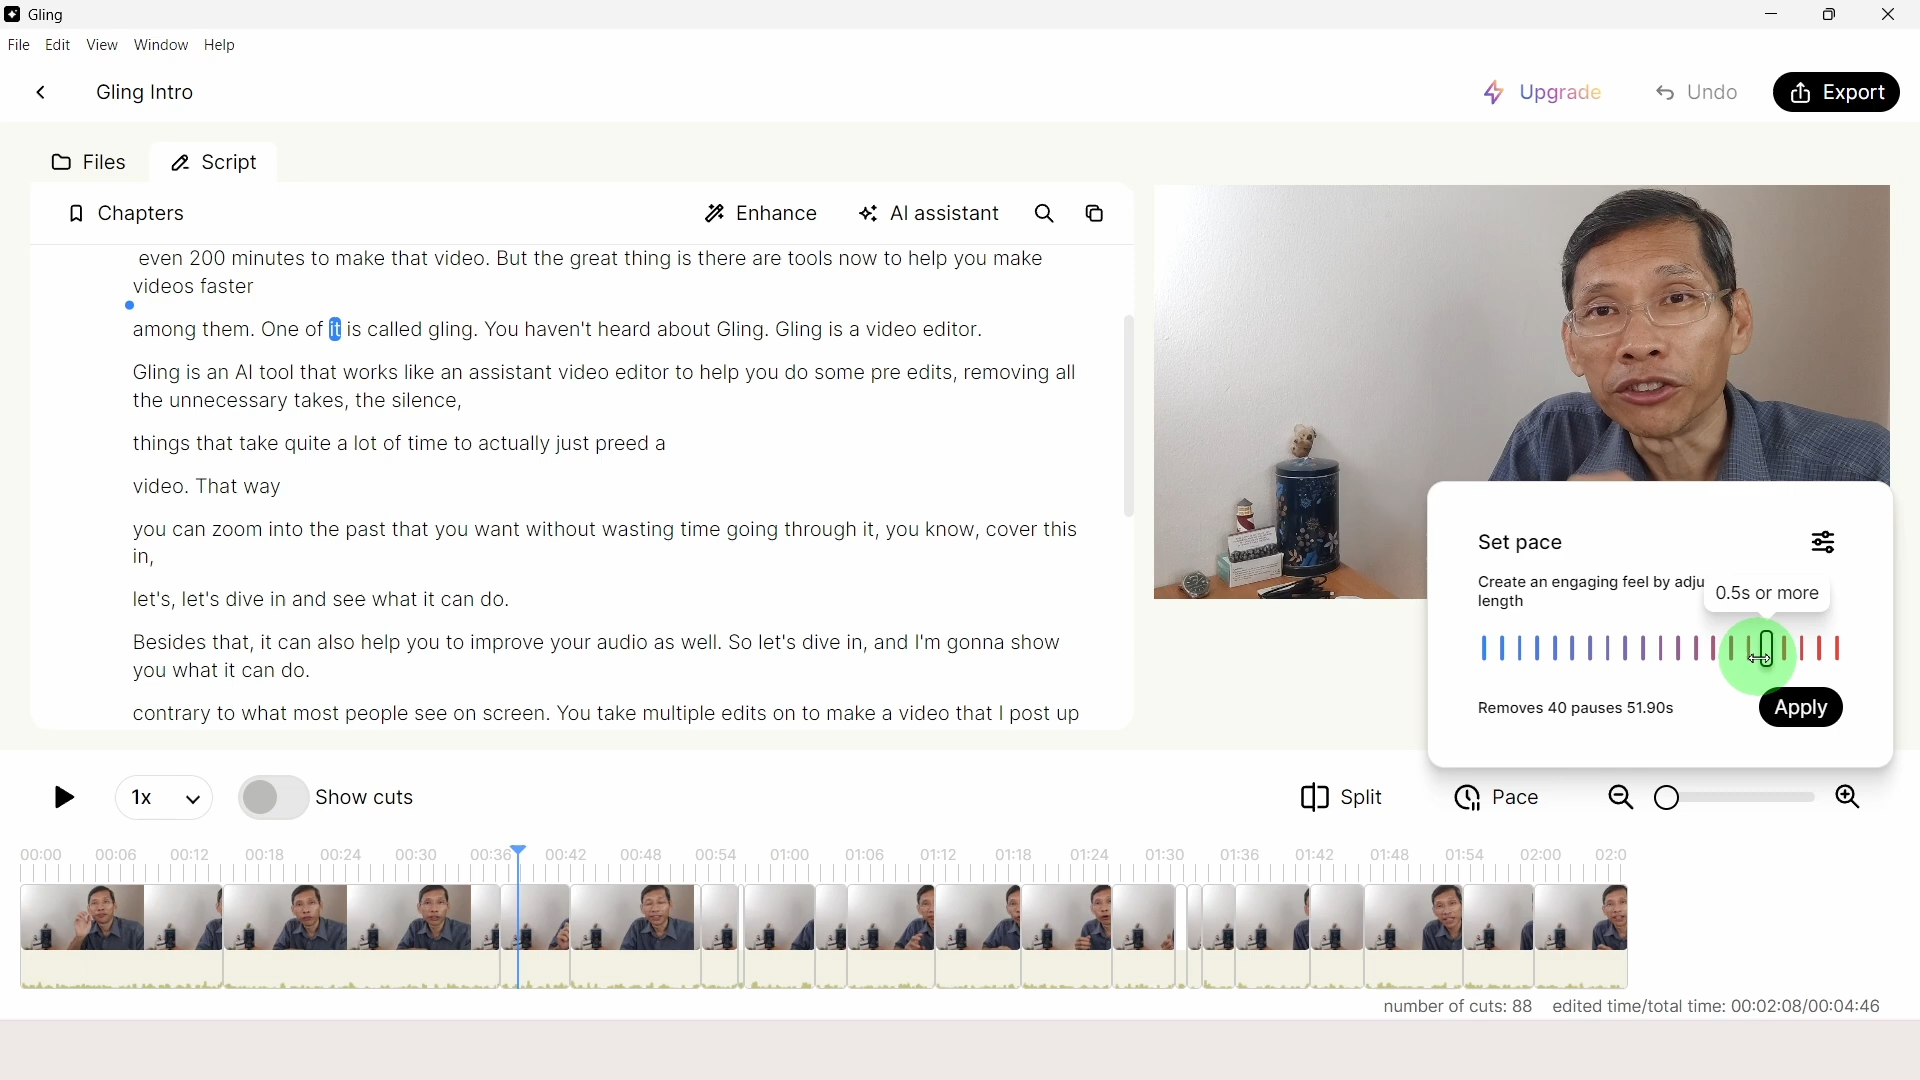 Gling
File Edit View Window Help
Gling Intro
Upgrade Undo Export
Files Script
Chapters Enhance AI assistant
even 200 minutes to make that video. But the great thing is there are tools now to help you make
videos faster
among them. One of it is called gling. You haven't heard about Gling. Gling is a video editor.
Gling is an AI tool that works like an assistant video editor to help you do some pre edits, removing all
the unnecessary takes, the silence,
things that take quite a lot of time to actually just preed a
video. That way
you can zoom into the past that you want without wasting time going through it, you know, cover this
in,
let's, let's dive in and see what it can do.
Besides that, it can also help you to improve your audio as well. So let's dive in, and I'm gonna show
you what it can do.
contrary to what most people see on screen. You take multiple edits on to make a video that I post up
Set pace
Create an engaging feel by adju
length
0.5s or more
Removes 40 pauses 51.90s Apply
1x Show cuts Split Pace
00:00 00:06 00:12 00:18 00:24 00:30 00:36 00:42 00:48 00:54 01:00 01:06 01:12 01:18 01:24 01:30 01:36 01:42 01:48 01:54 02:00 02:0
number of cuts: 88 edited time/total time: 00:02:08/00:04:46